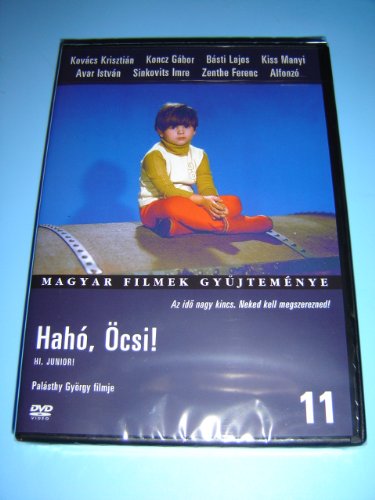 Kovács Krisztián Koncz Gábor Básti Lajos Kiss Manyi
Avar István Sinkovits Imre Zenthe Ferenc Alfonzó
MAGYAR FILMEK GYŰJTEMÉNYE
Az idő nagy kincs. Neked kell megszerezned!
Hahó, Öcsi!
HI, JUNIOR!
Palásthy György filmje
DVD
VIDEO
11